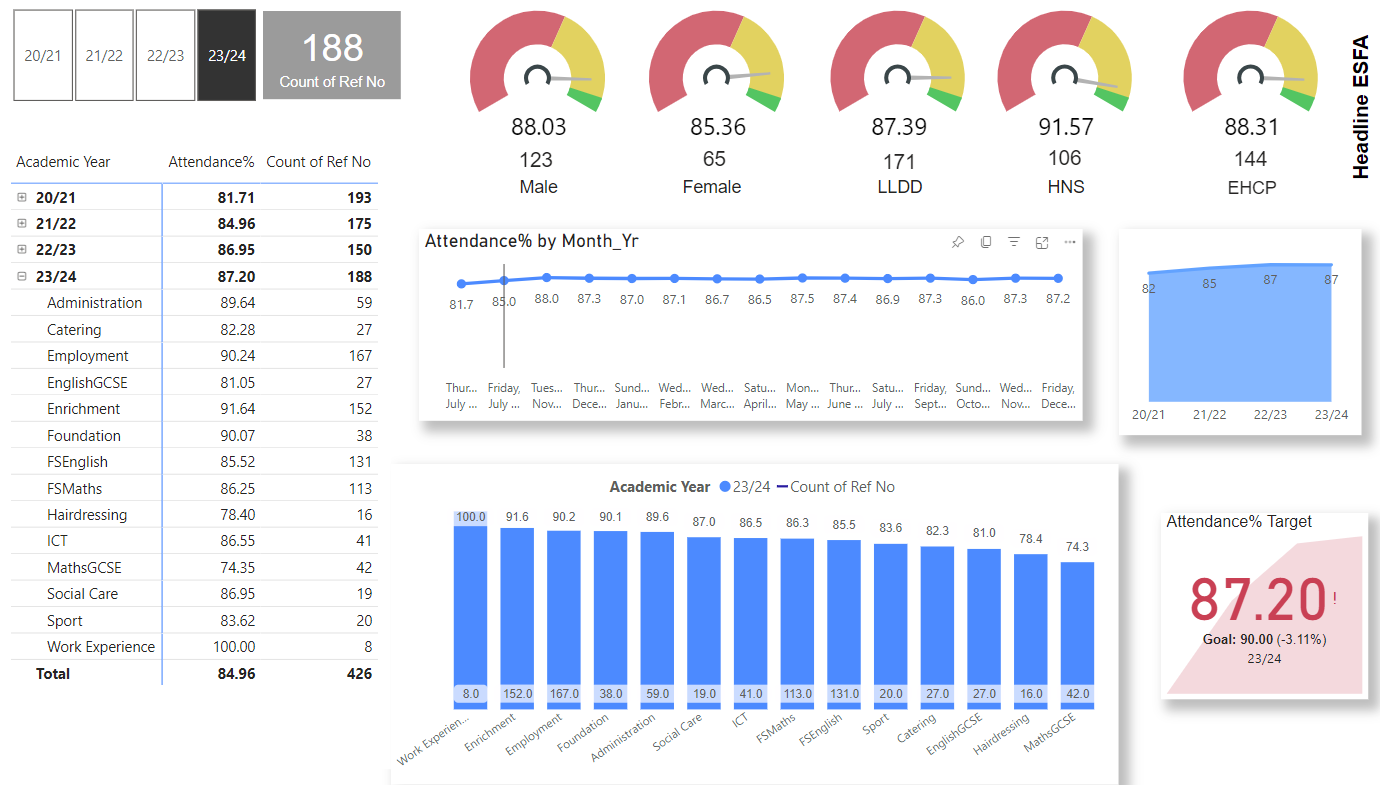 20/21 21/22 22/23 23/24
188
Count of Ref No
88.03 85.36 87.39 91.57 88.31
123 65 171 106 144
Male Female LLDD HNS EHCP
Headline ESFA
Academic Year Attendance% Count of Ref No
20/21 81.71 193
21/22 84.96 175
22/23 86.95 150
23/24 87.20 188
Administration 89.64 59
Catering 82.28 27
Employment 90.24 167
EnglishGCSE 81.05 27
Enrichment 91.64 152
Foundation 90.07 38
FSEnglish 85.52 131
FSMaths 86.25 113
Hairdressing 78.40 16
ICT 86.55 41
MathsGCSE 74.35 42
Social Care 86.95 19
Sport 83.62 20
Work Experience 100.00 8
Total 84.96 426
Attendance% by Month_Yr
81.7 85.0 88.0 87.3 87.0 87.1 86.7 86.5 87.5 87.4 86.9 87.3 86.0 87.3 87.2
Thur... Friday, Tues... Thur... Sund... Wed... Wed... Satu... Mon... Thur... Satu... Friday, Sund... Wed... Friday,
July ... July ... Nov... Dece... Janu... Febr... Marc... April... May ... June ... July ... Sept... Octo... Nov... Dece...
82 85 87 87
20/21 21/22 22/23 23/24
Academic Year 23/24 Count of Ref No
100.0 91.6 90.2 90.1 89.6 87.0 86.5 86.3 85.5 83.6 82.3 81.0 78.4 74.3
8.0 152.0 167.0 38.0 59.0 19.0 41.0 113.0 131.0 20.0 27.0 27.0 16.0 42.0
Work Experien... Enrichment Employment Foundation Administration Social Care ICT FSMaths FSEnglish Sport Catering EnglishGCSE Hairdressing MathsGCSE
Attendance% Target
87.20!
Goal: 90.00 (-3.11%)
23/24